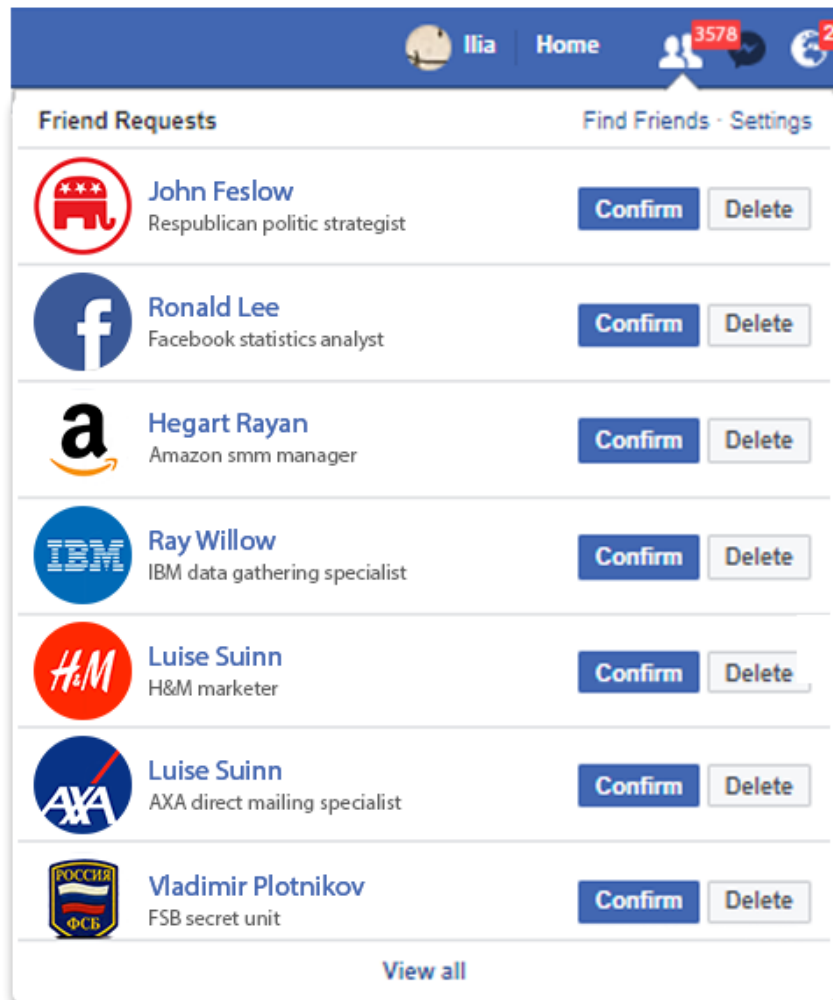 Ilia Home 3578 2
Friend Requests Find Friends · Settings
John Feslow
Respublican politic strategist
Confirm Delete
f
Ronald Lee
Facebook statistics analyst
Confirm Delete
a
Hegart Rayan
Amazon smm manager
Confirm Delete
IBM
Ray Willow
IBM data gathering specialist
Confirm Delete
H&M
Luise Suinn
H&M marketer
Confirm Delete
AXA
Luise Suinn
AXA direct mailing specialist
Confirm Delete
РОССИЯ
ФСБ
Vladimir Plotnikov
FSB secret unit
Confirm Delete
View all